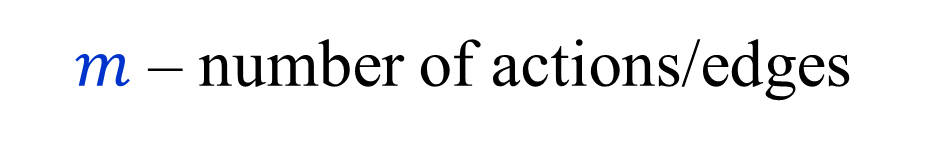 m – number of actions/edges